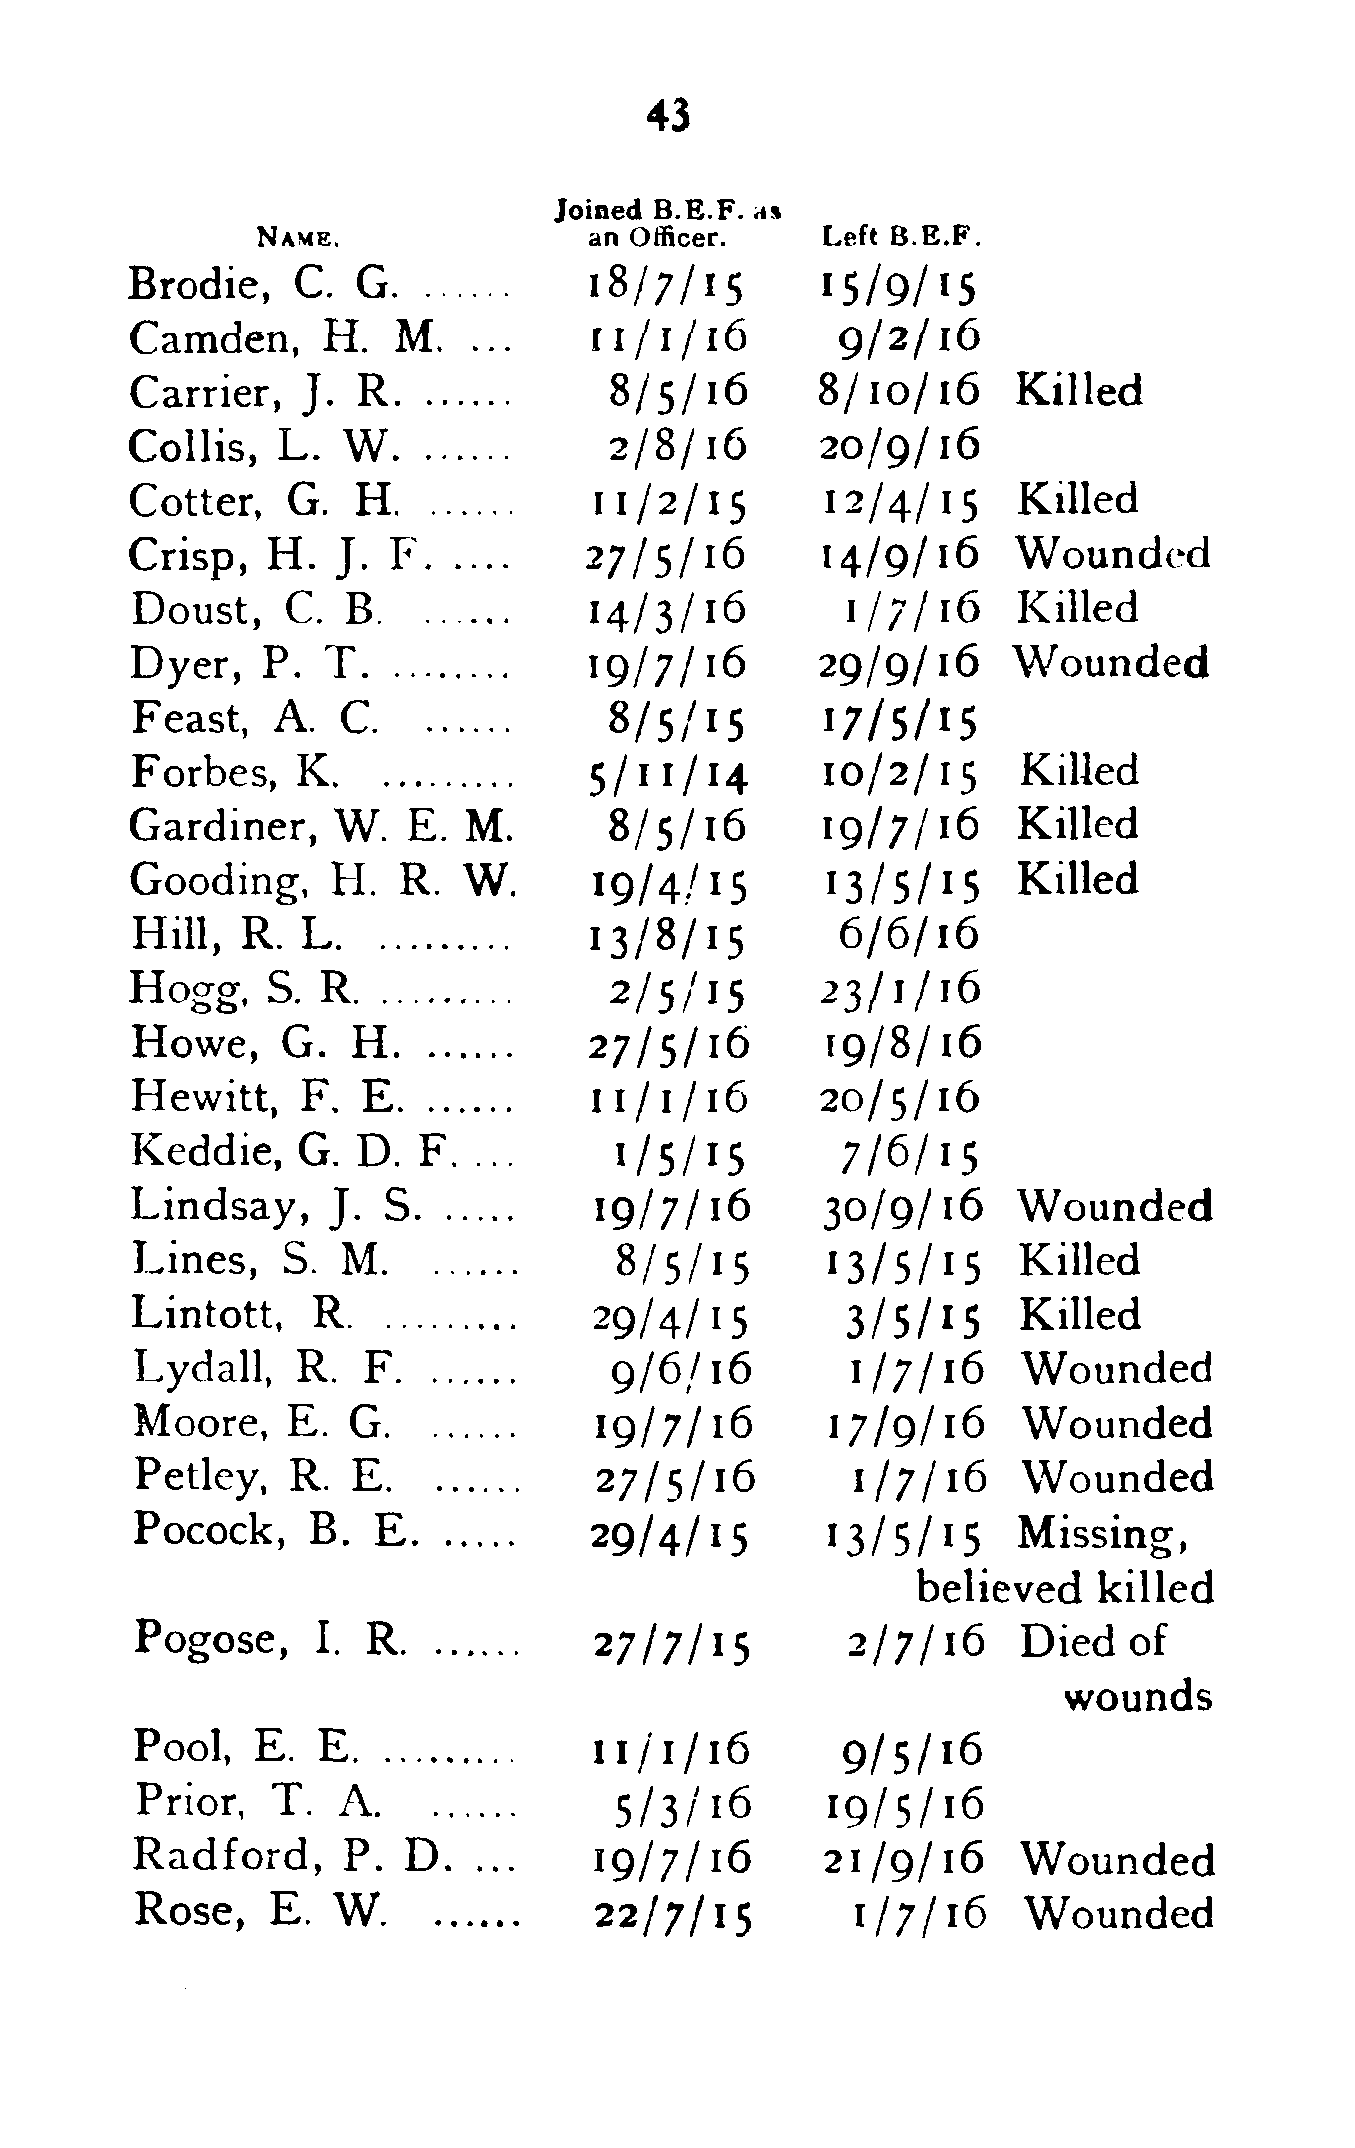 43
Joined B.E.F. as
NAME. an Officer. Left B.E.F.
Brodie, C. G. ...... 18/7/15 15/9/15
Camden, H. M. ... 11/1/16 9/2/16
Carrier, J. R. ...... 8/5/16 8/10/16 Killed
Collis, L. W. ...... 2/8/16 20/9/16
Cotter, G. H. ...... 11/2/15 12/4/15 Killed
Crisp, H. J. F. .... 27/5/16 14/9/16 Wounded
Doust, C. B. ...... 14/3/16 1/7/16 Killed
Dyer, P. T. ........ 19/7/16 29/9/16 Wounded
Feast, A. C. ...... 8/5/15 17/5/15
Forbes, K. ......... 5/11/14 10/2/15 Killed
Gardiner, W. E. M. 8/5/16 19/7/16 Killed
Gooding, H. R. W. 19/4/15 13/5/15 Killed
Hill, R. L. ......... 13/8/15 6/6/16
Hogg, S. R. ......... 2/5/15 23/1/16
Howe, G. H. ...... 27/5/16 19/8/16
Hewitt, F. E. ...... 11/1/16 20/5/16
Keddie, G. D. F. ... 1/5/15 7/6/15
Lindsay, J. S. ..... 19/7/16 30/9/16 Wounded
Lines, S. M. ...... 8/5/15 13/5/15 Killed
Lintott, R. ......... 29/4/15 3/5/15 Killed
Lydall, R. F. ...... 9/6/16 1/7/16 Wounded
Moore, E. G. ...... 19/7/16 17/9/16 Wounded
Petley, R. E. ...... 27/5/16 1/7/16 Wounded
Pocock, B. E. ..... 29/4/15 13/5/15 Missing,
believed killed
Pogose, I. R. ...... 27/7/15 2/7/16 Died of
wounds
Pool, E. E. ......... 11/1/16 9/5/16
Prior, T. A. ...... 5/3/16 19/5/16
Radford, P. D. ... 19/7/16 21/9/16 Wounded
Rose, E. W. ...... 22/7/15 1/7/16 Wounded